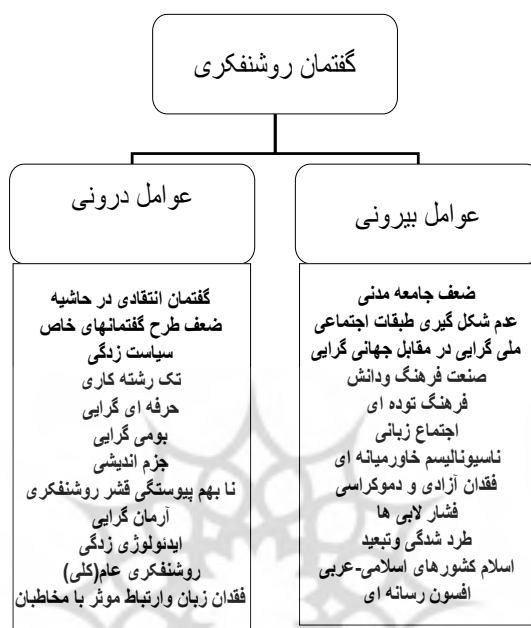 گفتمان روشنفکری
عوامل بیرونی
ضعف جامعه مدنی
عدم شکل گیری طبقات اجتماعی
ملی گرایی در مقابل جهانی گرایی
صنعت فرهنگ ودانش
فرهنگ توده ای
اجتماع زبانی
ناسیونالیسم خاورمیانه ای
فقدان آزادی و دموکراسی
فشار لابی ها
طرد شدگی وتبعید
اسلام کشورهای اسلامی-عربی
افسون رسانه ای
عوامل درونی
گفتمان انتقادی در حاشیه
ضعف طرح گفتمانهای خاص
سیاست زدگی
تک رشته کاری
حرفه ای گرایی
بومی گرایی
جزم اندیشی
نا بهم پیوستگی قشر روشنفکری
آرمان گرایی
ایدئولوژی زدگی
روشنفکری عام(کلی)
فقدان زبان وارتباط موثر با مخاطبان